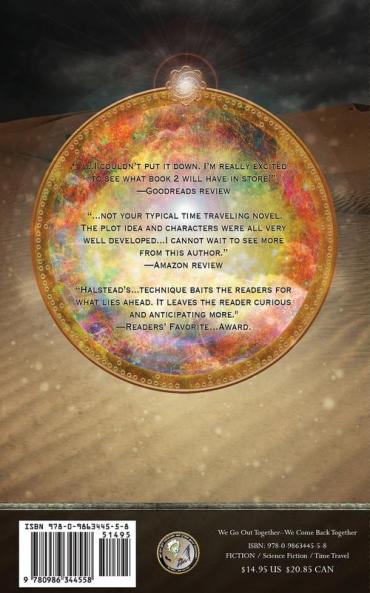 "...I COULDN'T PUT IT DOWN. I'M REALLY EXCITED
TO SEE WHAT BOOK 2 WILL HAVE IN STORE!"
—GOODREADS REVIEW
"...NOT YOUR TYPICAL TIME TRAVELING NOVEL.
THE PLOT IDEA AND CHARACTERS WERE ALL VERY
WELL DEVELOPED...I CANNOT WAIT TO SEE MORE
FROM THIS AUTHOR."
—AMAZON REVIEW
"HALSTEAD'S...TECHNIQUE BAITS THE READERS FOR
WHAT LIES AHEAD. IT LEAVES THE READER CURIOUS
AND ANTICIPATING MORE."
—READERS' FAVORITE...AWARD.
ISBN 978-0-9863445-5-8
51495
9 780986 344558
We Go Out Together—We Come Back Together
ISBN: 978-0-9863445-5-8
FICTION / Science Fiction / Time Travel
$14.95 US $20.85 CAN